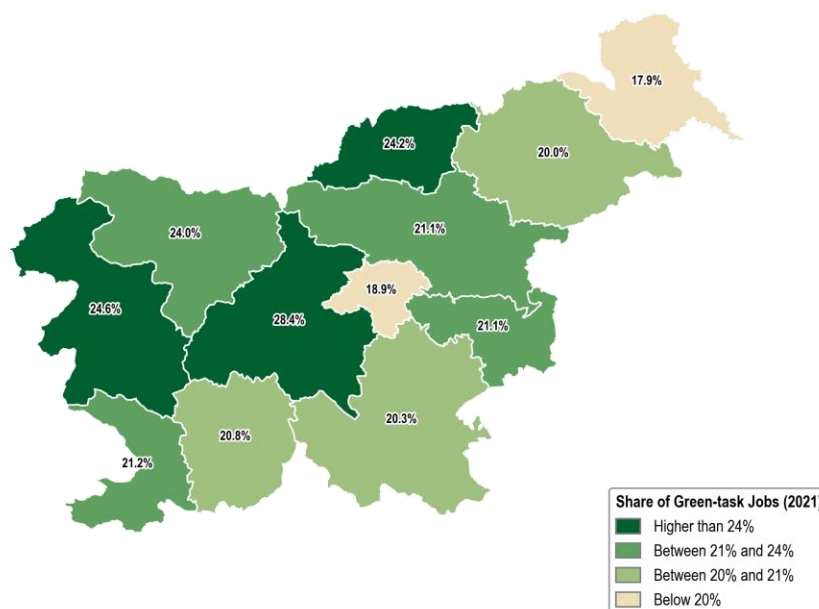 17.9%
24.2%
20.0%
24.0%
21.1%
18.9%
24.6%
28.4%
21.1%
20.3%
20.8%
21.2%
Share of Green-task Jobs (2021)
Higher than 24%
Between 21% and 24%
Between 20% and 21%
Below 20%